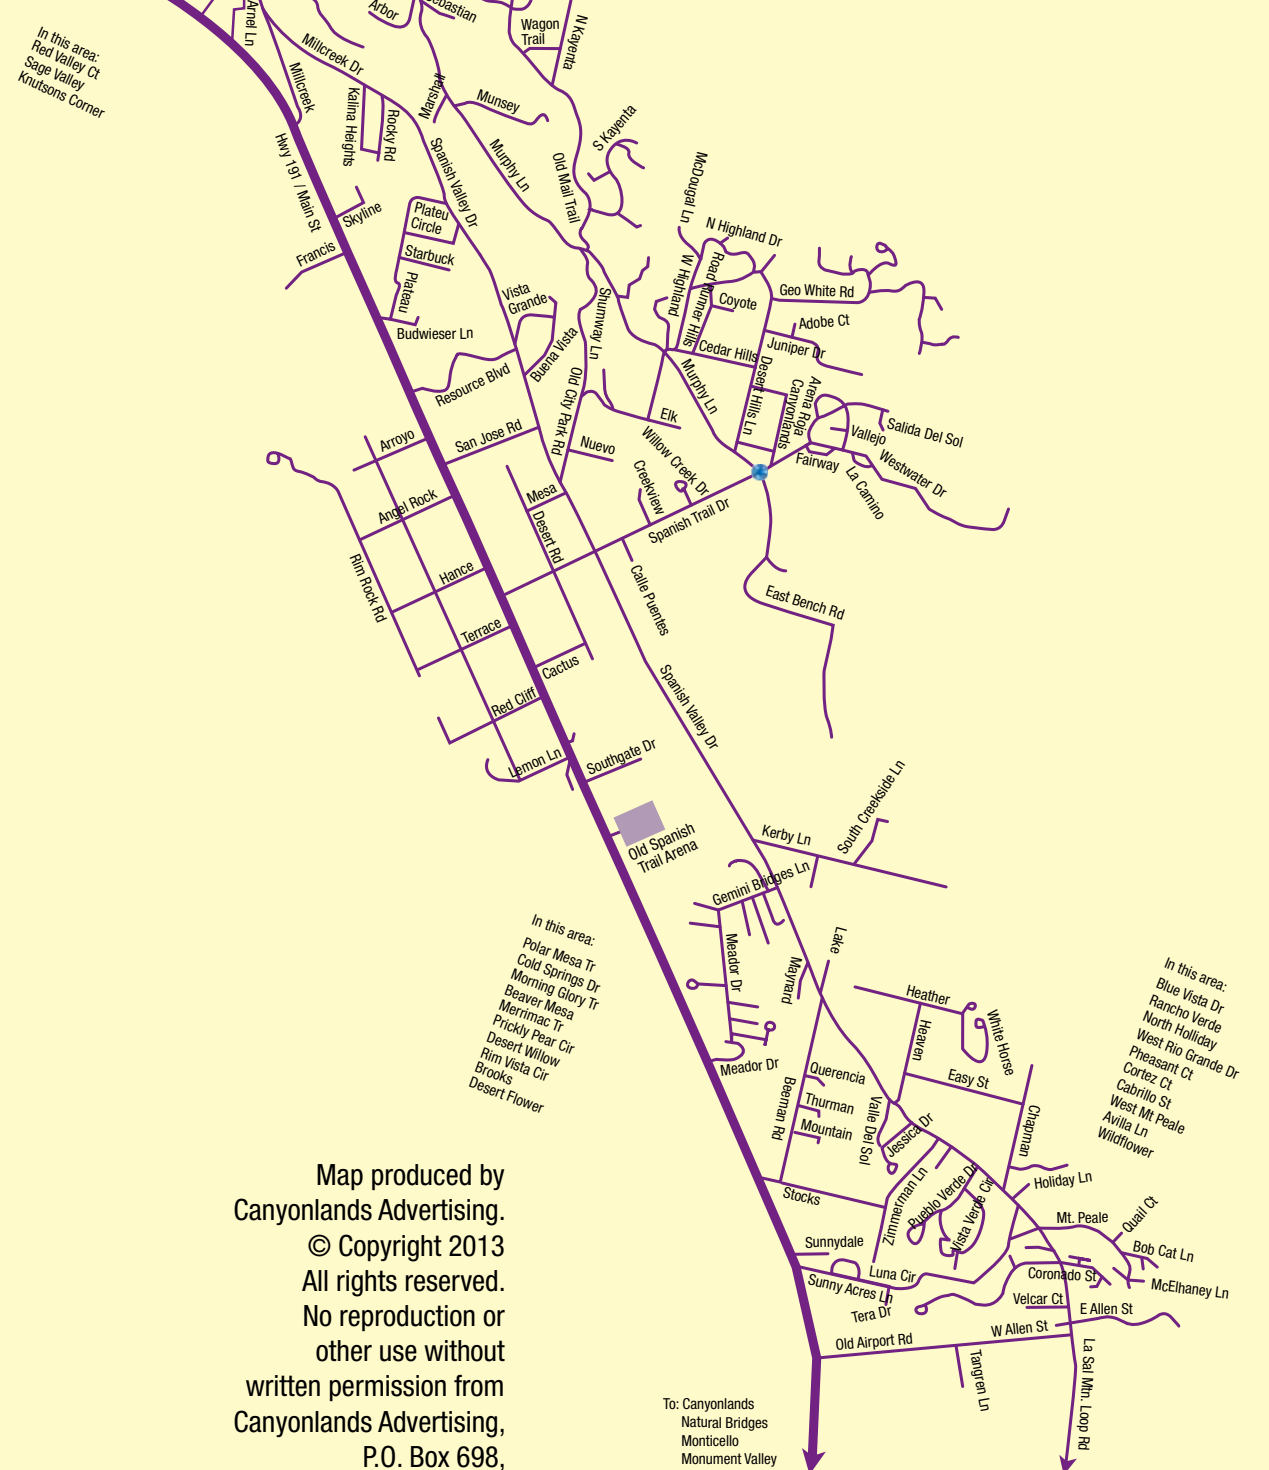 Arnel Ln
Arbor
Sebastian
Wagon
Trail
N Kayenta
In this area:
Red Valley Ct
Sage Valley
Knutsons Corner
Millcreek Dr
Millcreek
Kalina Heights
Rocky Rd
Marshall
Munsey
Murphy Ln
Old Mail Trail
S Kayenta
Hwy 191 / Main St
Spanish Valley Dr
Skyline
Francis
Plateu
Circle
Starbuck
Plateau
Budwieser Ln
McDougal Ln
N Highland Dr
W Highland
Road Runner Hills
Coyote
Geo White Rd
Adobe Ct
Juniper Dr
Cedar Hills
Vista
Grande
Buena Vista
Shumway Ln
Resource Blvd
Old City Park Rd
Murphy Ln
Desert Hills Ln
Canyonlands
Arena Roja
Elk
Nuevo
Willow Creek Dr
Creekview
Vallejo
Salida Del Sol
Fairway
La Camino
Westwater Dr
Arroyo
San Jose Rd
Angel Rock
Mesa
Desert Rd
Spanish Trail Dr
Rim Rock Rd
Hance
Calle Puentes
East Bench Rd
Terrace
Cactus
Red Cliff
Spanish Valley Dr
Lemon Ln
Southgate Dr
Old Spanish
Trail Arena
Kerby Ln
South Creekside Ln
Gemini Bridges Ln
Meador Dr
Maynard
Lake
In this area:
Polar Mesa Tr
Cold Springs Dr
Morning Glory Tr
Beaver Mesa
Merrimac Tr
Prickly Pear Cir
Desert Willow
Rim Vista Cir
Brooks
Desert Flower
Heather
Heaven
White Horse
In this area:
Blue Vista Dr
Rancho Verde
North Holliday
West Rio Grande Dr
Pheasant Ct
Cortez Ct
Cabrillo St
West Mt Peale
Avilla Ln
Wildflower
Meador Dr
Querencia
Beeman Rd
Thurman
Mountain
Valle Del Sol
Jessica Dr
Easy St
Chapman
Stocks
Zimmerman Ln
Pueblo Verde Dr
Vista Verde Cir
Holiday Ln
Mt. Peale
Quail Ct
Bob Cat Ln
McElhaney Ln
Sunnydale
Luna Cir
Sunny Acres Ln
Tera Dr
Coronado St
Velcar Ct
E Allen St
W Allen St
Old Airport Rd
Tangren Ln
La Sal Mtn. Loop Rd
Map produced by
Canyonlands Advertising.
© Copyright 2013
All rights reserved.
No reproduction or
other use without
written permission from
Canyonlands Advertising,
P.O. Box 698,
To: Canyonlands
Natural Bridges
Monticello
Monument Valley